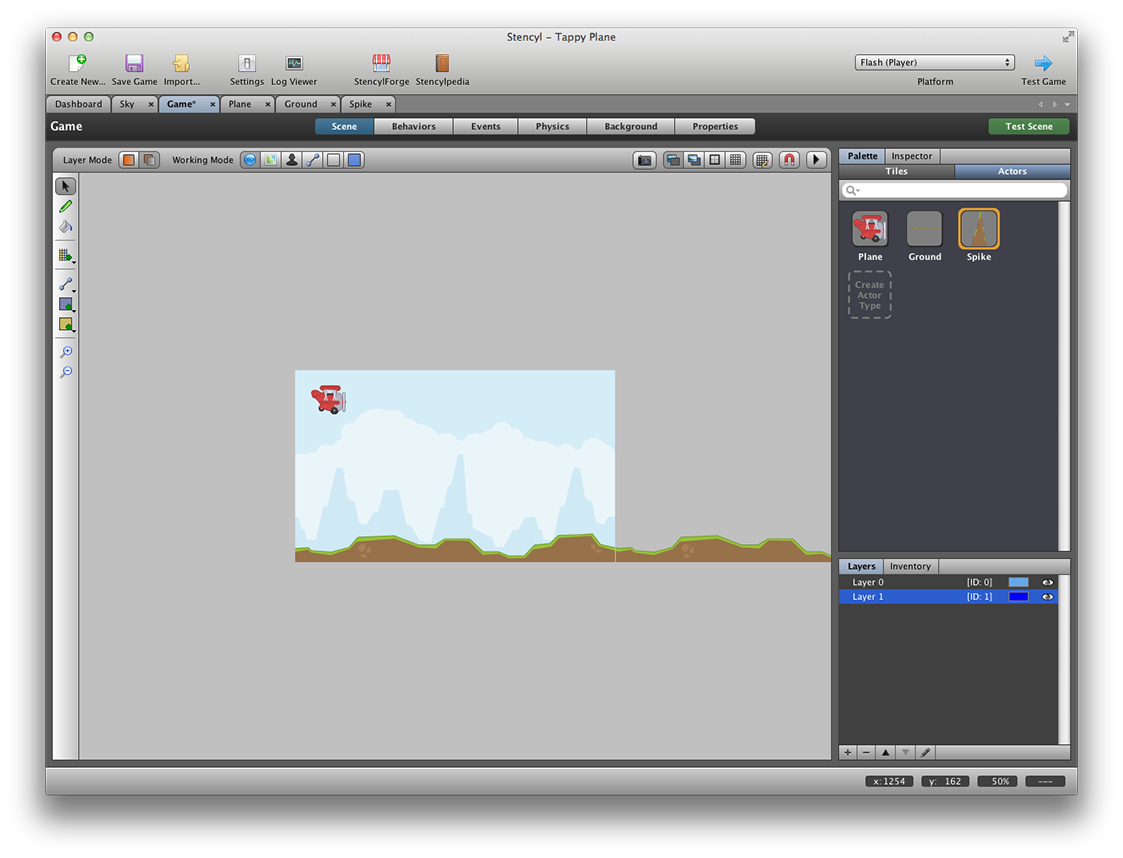 Stencyl – Tappy Plane
Create New... Save Game Import... Settings Log Viewer StencylForge Stencylpedia Flash (Player) Platform Test Game
Dashboard Sky × Game* × Plane × Ground × Spike ×
Game Scene Behaviors Events Physics Background Properties Test Scene
Layer Mode Working Mode Palette Inspector
Tiles Actors
Plane Ground Spike
Create
Actor
Type
Layers Inventory
Layer 0 [ID: 0]
Layer 1 [ID: 1]
x: 1254 y: 162 50% ---